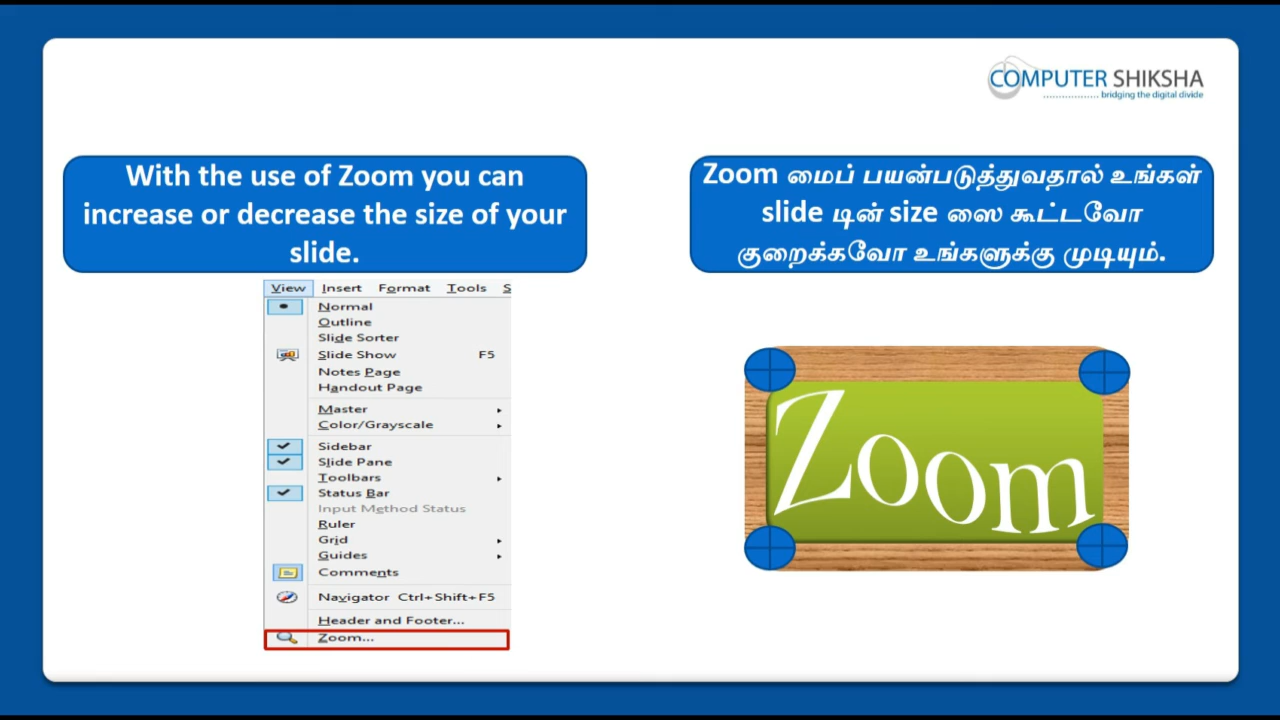 COMPUTER SHIKSHA
bridging the digital divide
With the use of Zoom you can
increase or decrease the size of your
slide.
Zoom மைப் பயன்படுத்துவதால் உங்கள்
slide டின் size ஸை கூட்டவோ
குறைக்கவோ உங்களுக்கு முடியும்.
View Insert Format Tools S
Normal
Outline
Slide Sorter
Slide Show F5
Notes Page
Handout Page
Master
Color/Grayscale
Sidebar
Slide Pane
Toolbars
Status Bar
Input Method Status
Ruler
Grid
Guides
Comments
Navigator Ctrl+Shift+F5
Header and Footer...
Zoom...
Zoom